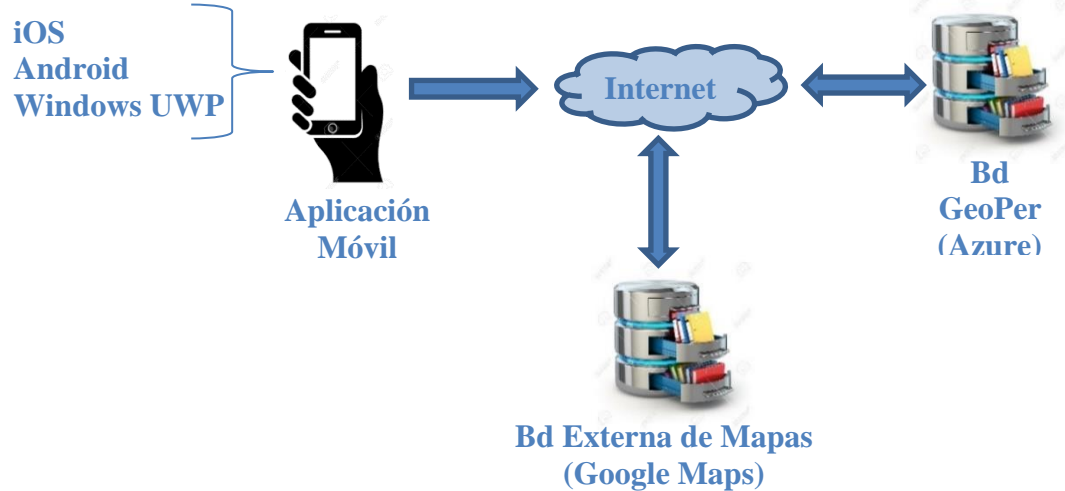 iOS
Android
Windows UWP
Aplicación
Móvil
Internet
Bd
GeoPer
(Azure)
Bd Externa de Mapas
(Google Maps)